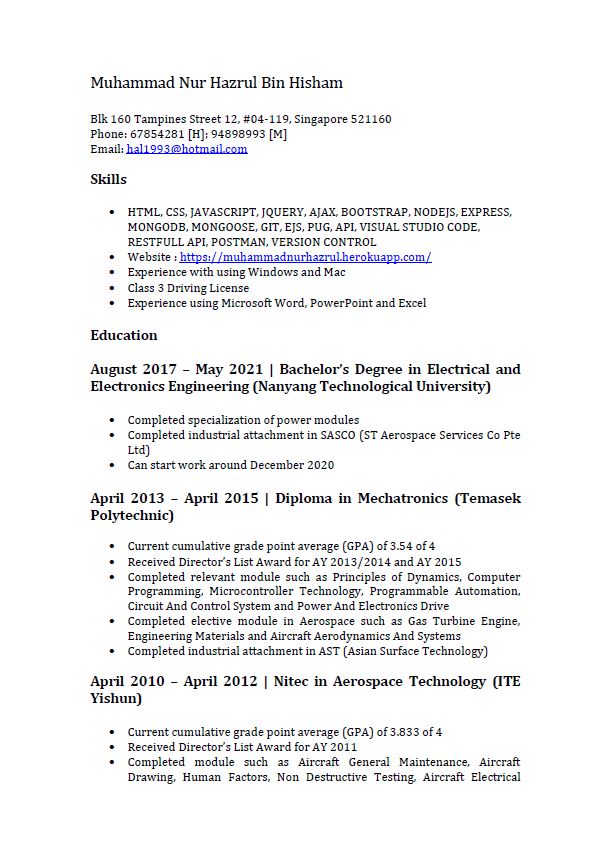 Muhammad Nur Hazrul Bin Hisham
Blk 160 Tampines Street 12, #04-119, Singapore 521160
Phone: 67854281 [H]; 94898993 [M]
Email: hal1993@hotmail.com
Skills
• HTML, CSS, JAVASCRIPT, JQUERY, AJAX, BOOTSTRAP, NODEJS, EXPRESS,
MONGODB, MONGOOSE, GIT, EJS, PUG, API, VISUAL STUDIO CODE,
RESTFULL API, POSTMAN, VERSION CONTROL
• Website : https://muhammadnurhazrul.herokuapp.com/
• Experience with using Windows and Mac
• Class 3 Driving License
• Experience using Microsoft Word, PowerPoint and Excel
Education
August 2017 – May 2021 | Bachelor's Degree in Electrical and
Electronics Engineering (Nanyang Technological University)
• Completed specialization of power modules
• Completed industrial attachment in SASCO (ST Aerospace Services Co Pte
Ltd)
• Can start work around December 2020
April 2013 – April 2015 | Diploma in Mechatronics (Temasek
Polytechnic)
• Current cumulative grade point average (GPA) of 3.54 of 4
• Received Director's List Award for AY 2013/2014 and AY 2015
• Completed relevant module such as Principles of Dynamics, Computer
Programming, Microcontroller Technology, Programmable Automation,
Circuit And Control System and Power And Electronics Drive
• Completed elective module in Aerospace such as Gas Turbine Engine,
Engineering Materials and Aircraft Aerodynamics And Systems
• Completed industrial attachment in AST (Asian Surface Technology)
April 2010 – April 2012 | Nitec in Aerospace Technology (ITE
Yishun)
• Current cumulative grade point average (GPA) of 3.833 of 4
• Received Director's List Award for AY 2011
• Completed module such as Aircraft General Maintenance, Aircraft
Drawing, Human Factors, Non Destructive Testing, Aircraft Electrical